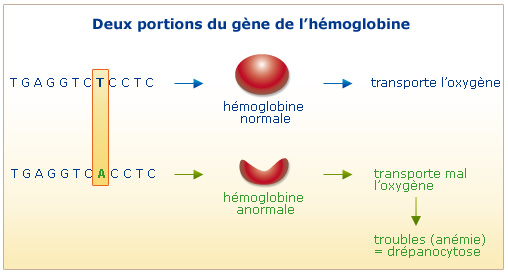 Deux portions du gène de l'hémoglobine
T G A G G T C T C C T C
hémoglobine
normale
transporte l'oxygène
T G A G G T C A C C T C
hémoglobine
anormale
transporte mal
l'oxygène
troubles (anémie)
= drépanocytose